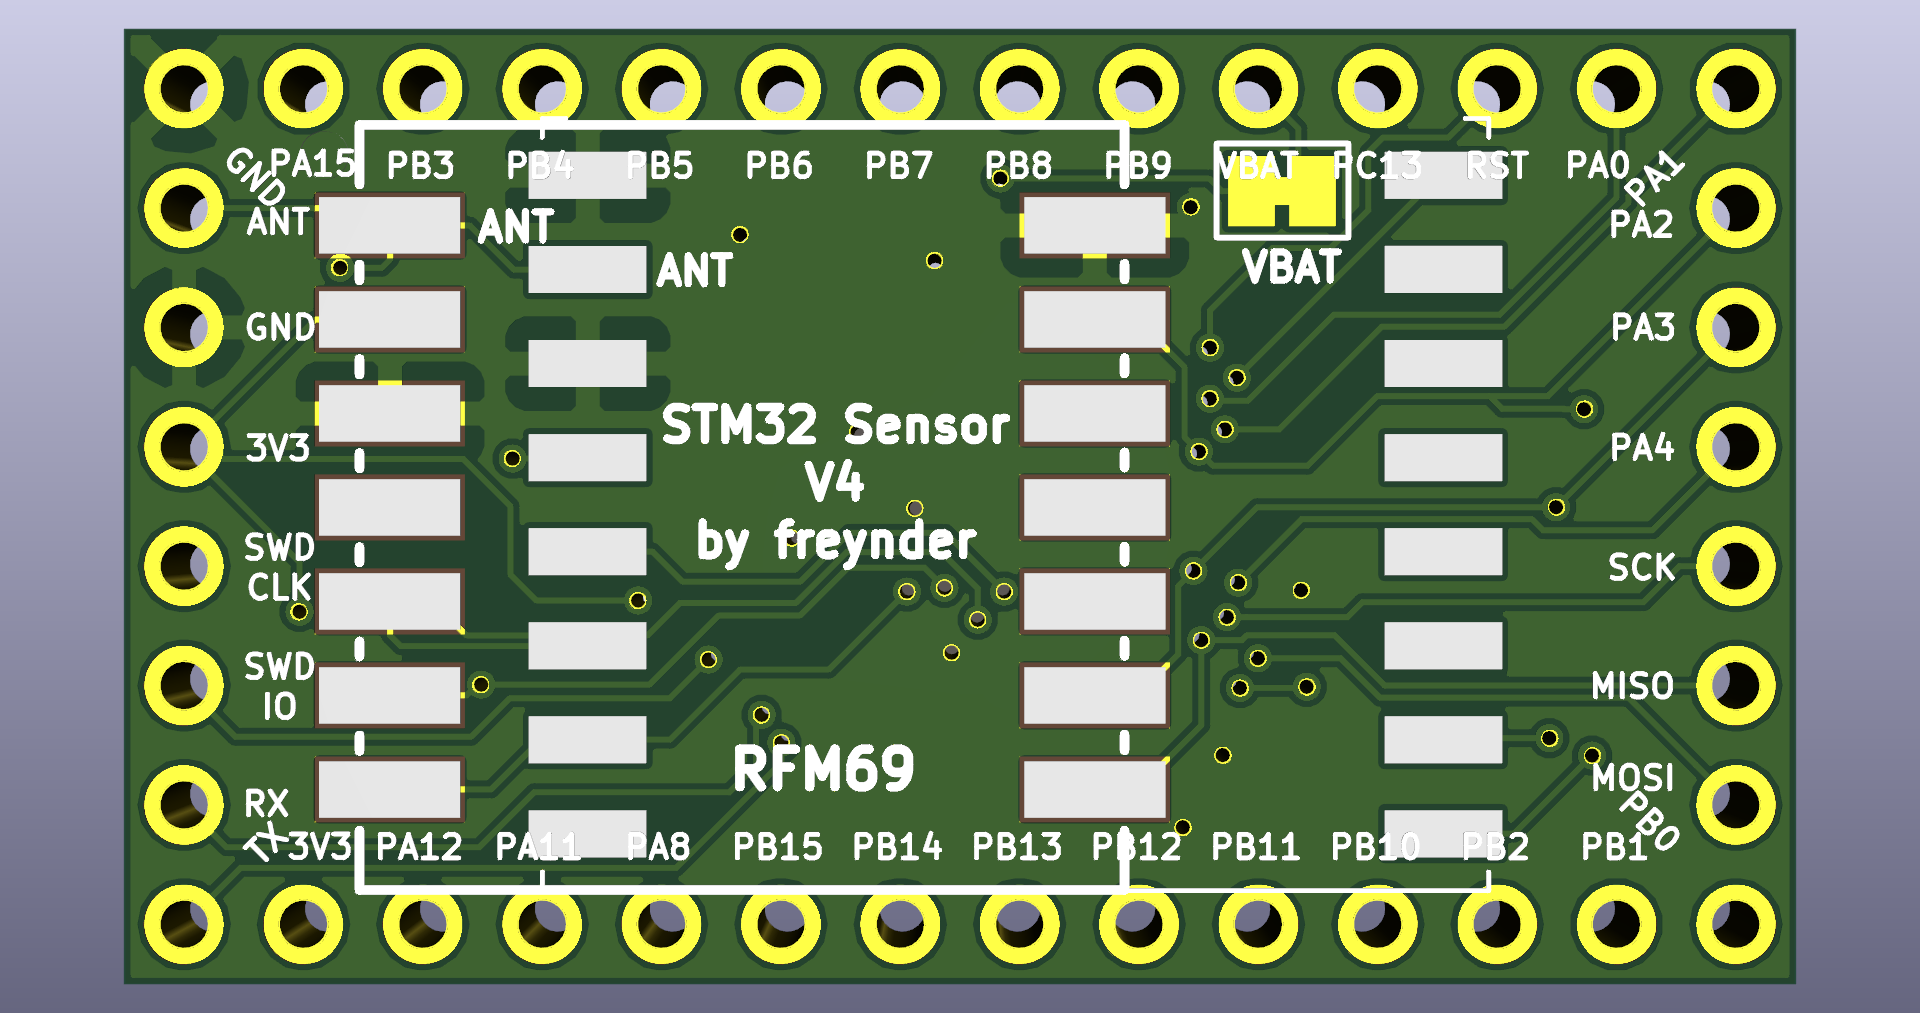 PA15 PB3 PB4 PB5 PB6 PB7 PB8 PB9 VBAT PC13 RST PA0 PA1
GND
ANT ANT PA2
ANT VBAT
GND PA3
STM32 Sensor
3V3 PA4
V4
by freynder
SWD
CLK SCK
SWD
IO MISO
RFM69 MOSI
RX PB0
TX 3V3 PA12 PA11 PA8 PB15 PB14 PB13 PB12 PB11 PB10 PB2 PB1